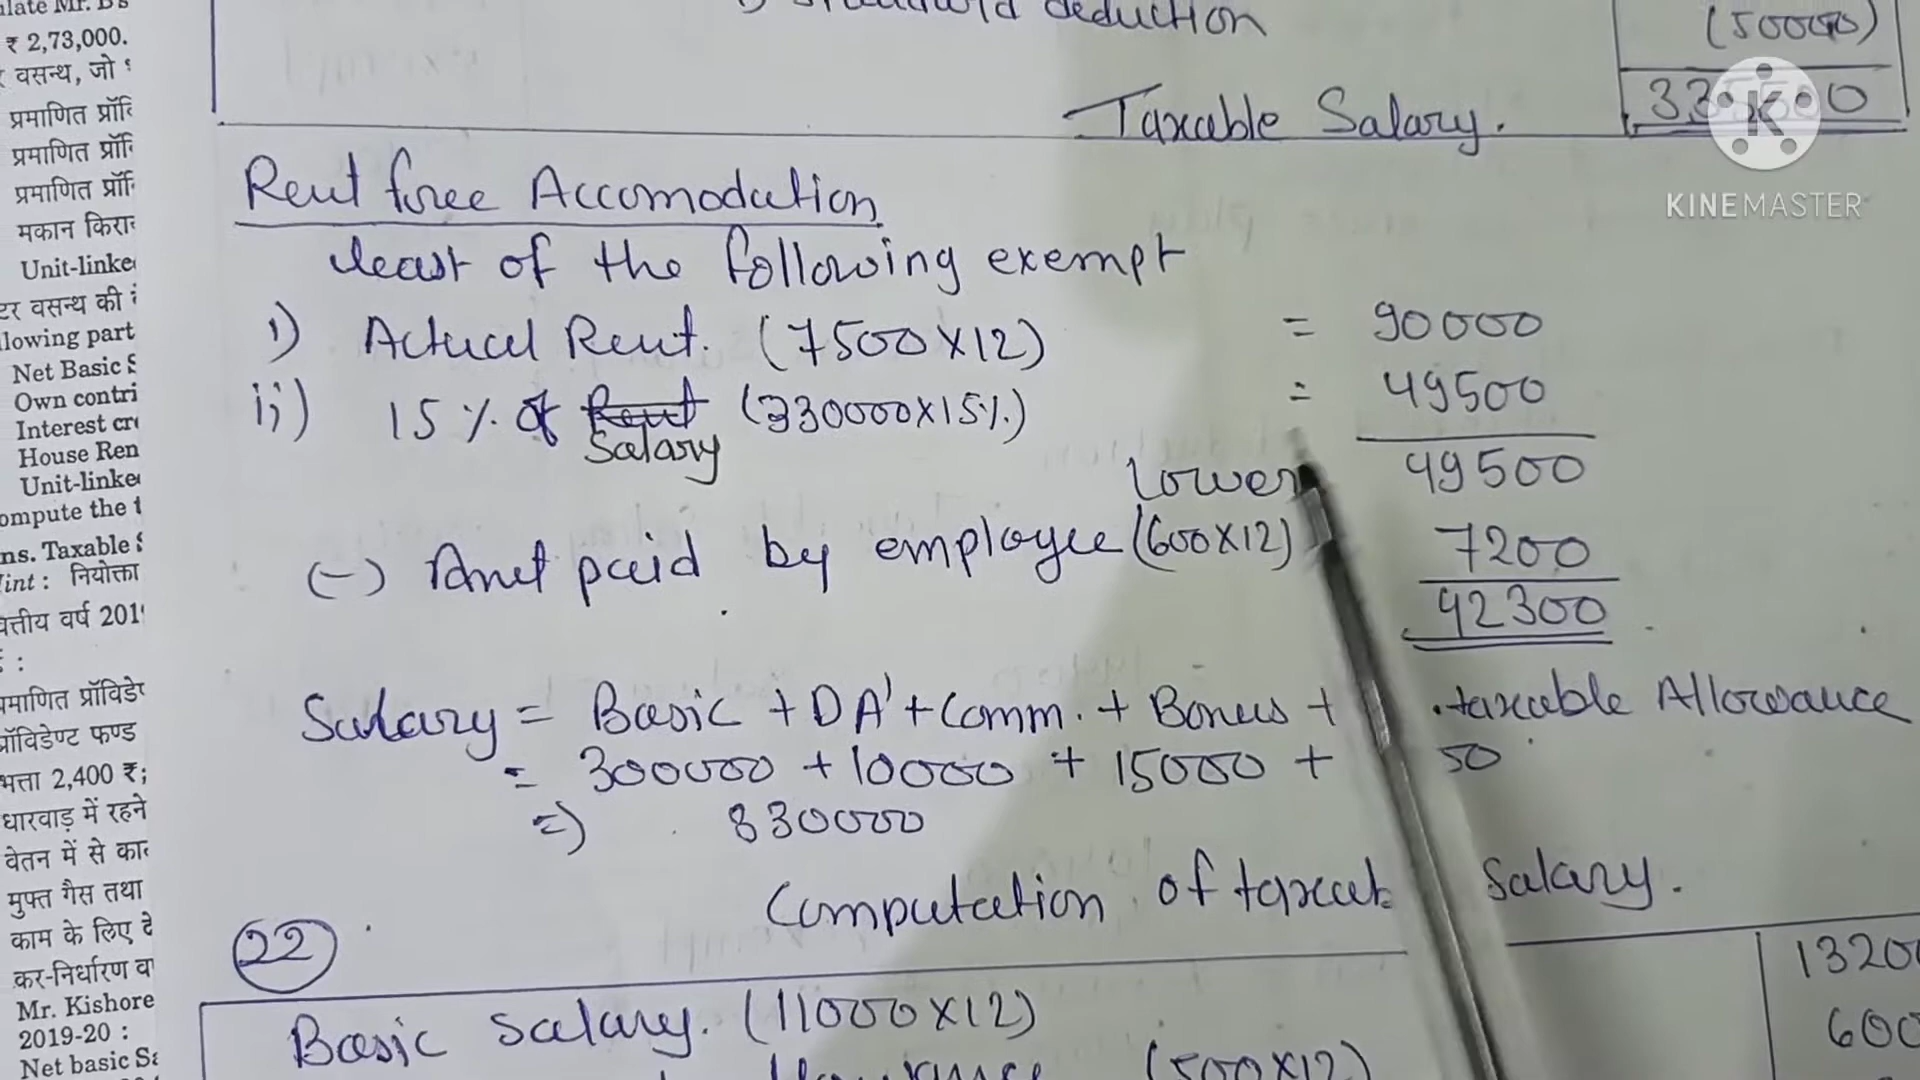 deduction
(50000)
Taxable Salary.
KINEMASTER
Rent free Accomodation
least of the following exempt
i) Actual Rent. (7500X12) = 90000
ii) 15 % of Rent (330000X15%) = 49500
Salary
lower 49500
(-) Amt paid by employee (600X12) 7200
42300
Salary = Basic + DA + Comm. + Bonus + taxable Allowance
= 300000 + 10000 + 15000 + 50
=) 330000
22
Computation of Salary.
Basic Salary. (11000X12)
(500X12)
₹ 2,73,000.
वसन्थ, जो
प्रमाणित
प्रमाणित
प्रमाणित
मकान
Unit-linke
वसन्थ की
lowing part
Net Basic
Own contri
Interest cre
House Ren
Unit-linke
ompute the
ns. Taxable
int : नियोक्ता
वर्ष 201
फण्ड
भत्ता 2,400 ₹;
धारवाड़ में रहने
वेतन में से
मुफ्त गैस तथा
काम के लिए
कर-निर्धारण
Mr. Kishore
2019-20 :
Net basic Sa